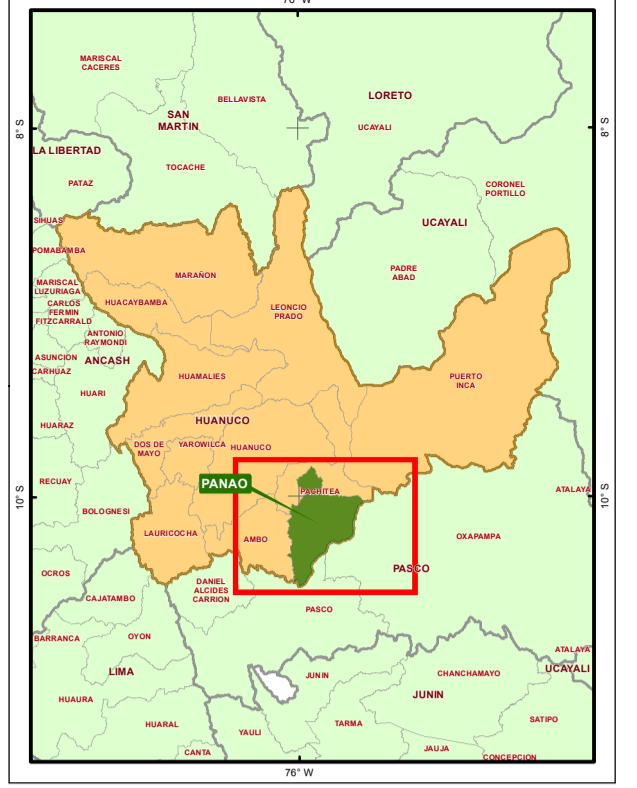 76° W
MARISCAL
CACERES
LORETO
BELLAVISTA
SAN
MARTIN
UCAYALI
8° S
8° S
LA LIBERTAD
TOCACHE
PATAZ
CORONEL
PORTILLO
SIHUAS
UCAYALI
POMABAMBA
PADRE
ABAD
MARAÑON
MARISCAL
LUZURIAGA
HUACAYBAMBA
CARLOS
FERMIN
FITZCARRALD
LEONCIO
PRADO
ANTONIO
RAYMONDI
ASUNCION
ANCASH
CARHUAZ
HUAMALIES
PUERTO
INCA
HUARI
HUANUCO
HUARAZ
DOS DE
MAYO
YAROWILCA
HUANUCO
RECUAY
PANAO
PACHITEA
ATALAYA
10° S
10° S
BOLOGNESI
LAURICOCHA
AMBO
OXAPAMPA
OCROS
PASCO
DANIEL
ALCIDES
CARRION
CAJATAMBO
PASCO
BARRANCA
OYON
ATALAYA
LIMA
JUNIN
CHANCHAMAYO
UCAYALI
HUAURA
JUNIN
HUARAL
YAULI
TARMA
SATIPO
CANTA
JAUJA
CONCEPCION
76° W